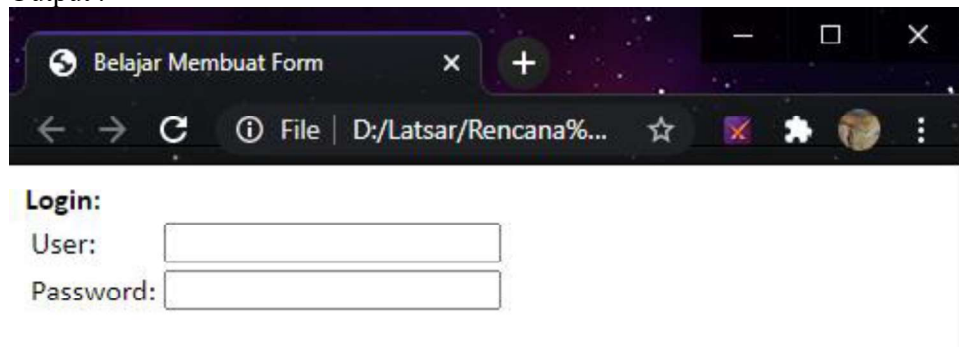 Output :
Belajar Membuat Form
File | D:/Latsar/Rencana%...
Login:
User:
Password: